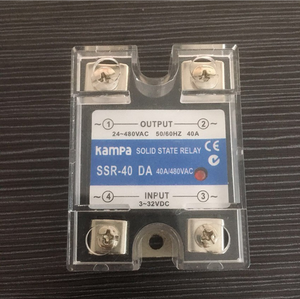 ~① OUTPUT ②~
24~480VAC 50/60HZ 40A
kampa SOLID STATE RELAY CE
SSR-40 DA 40A/480VAC
-④ INPUT ③+
3~32VDC